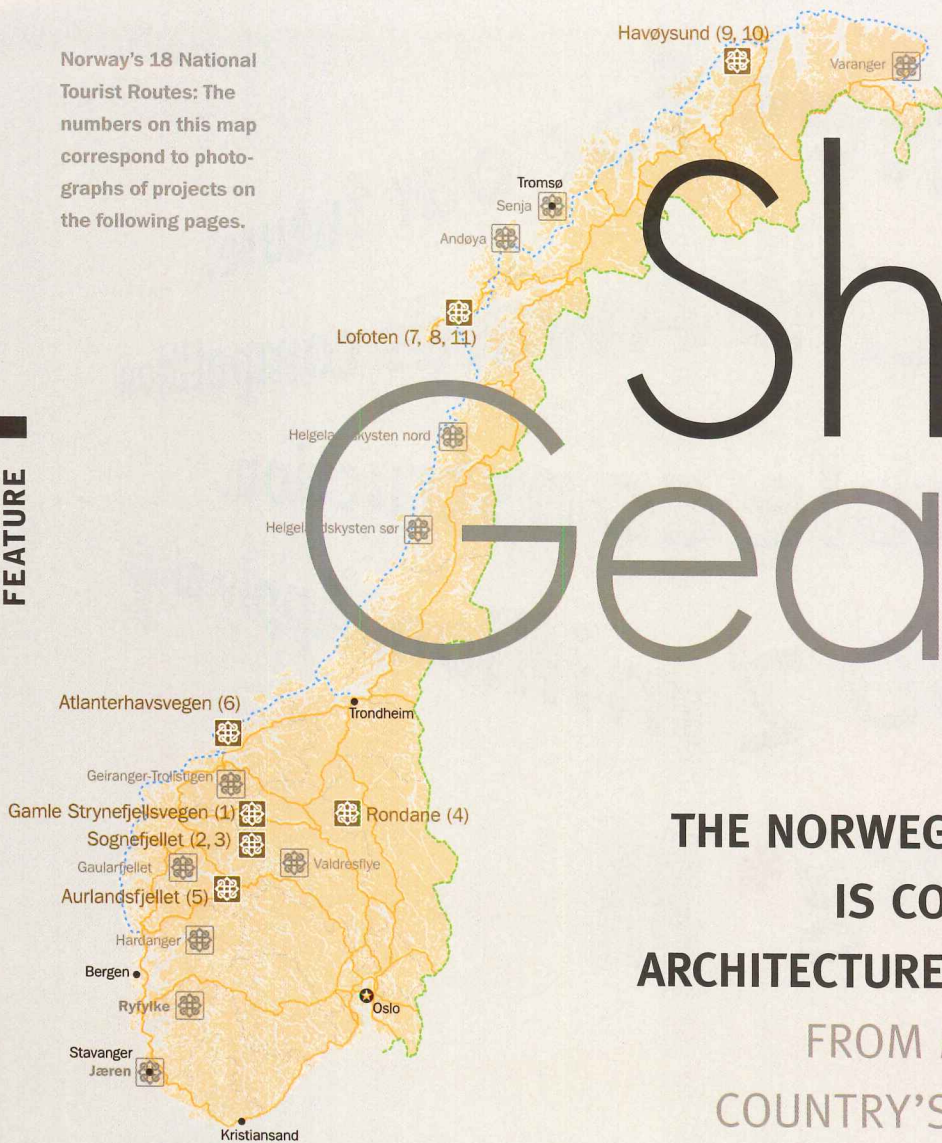 Norway's 18 National
Tourist Routes: The
numbers on this map
correspond to photo-
graphs of projects on
the following pages.
FEATURE
Havøysund (9, 10)
Varanger
Tromsø
Senja
Andøya
Lofoten (7, 8, 11)
Sh
Gea
Helgelandskysten nord
Helgelandskysten sør
Atlanterhavsvegen (6)
Trondheim
Geiranger-Trollstigen
Gamle Strynefjellsvegen (1)
Rondane (4)
Sognefjellet (2, 3)
Gaularfjellet
Valdresflye
Aurlandsfjellet (5)
Hardanger
Bergen
Ryfylke
Oslo
Stavanger
Jæren
Kristiansand
THE NORWEG
IS CO
ARCHITECTURE
FROM
COUNTRY'S